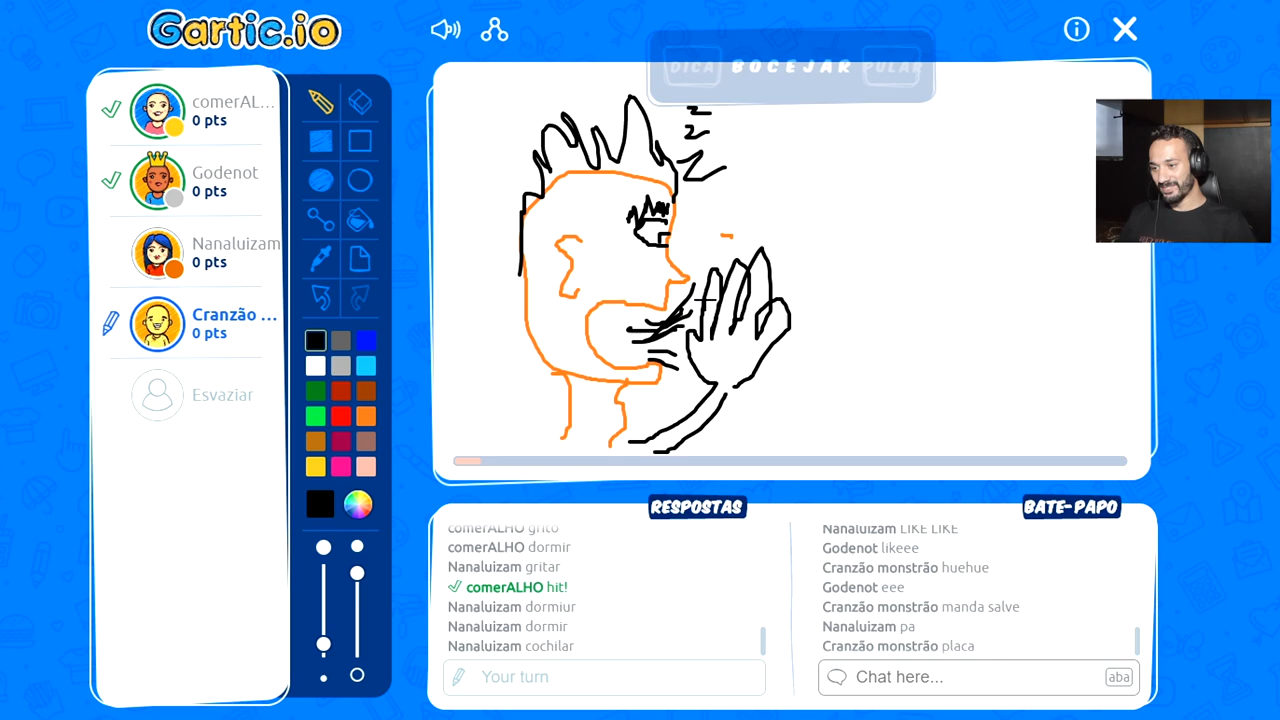 Gartic.io
DICA BOCEJAR PULAR
comerAL...
0 pts
Godenot
0 pts
Nanaluizam
0 pts
Cranzão ...
0 pts
Esvaziar
z
z
z
RESPOSTAS
comerALHO grito
comerALHO dormir
Nanaluizam gritar
comerALHO hit!
Nanaluizam dormiur
Nanaluizam dormir
Nanaluizam cochilar
Your turn
BATE-PAPO
Nanaluizam LIKE LIKE
Godenot likeee
Cranzão monstrão huehue
Godenot eee
Cranzão monstrão manda salve
Nanaluizam pa
Cranzão monstrão placa
Chat here...
aba